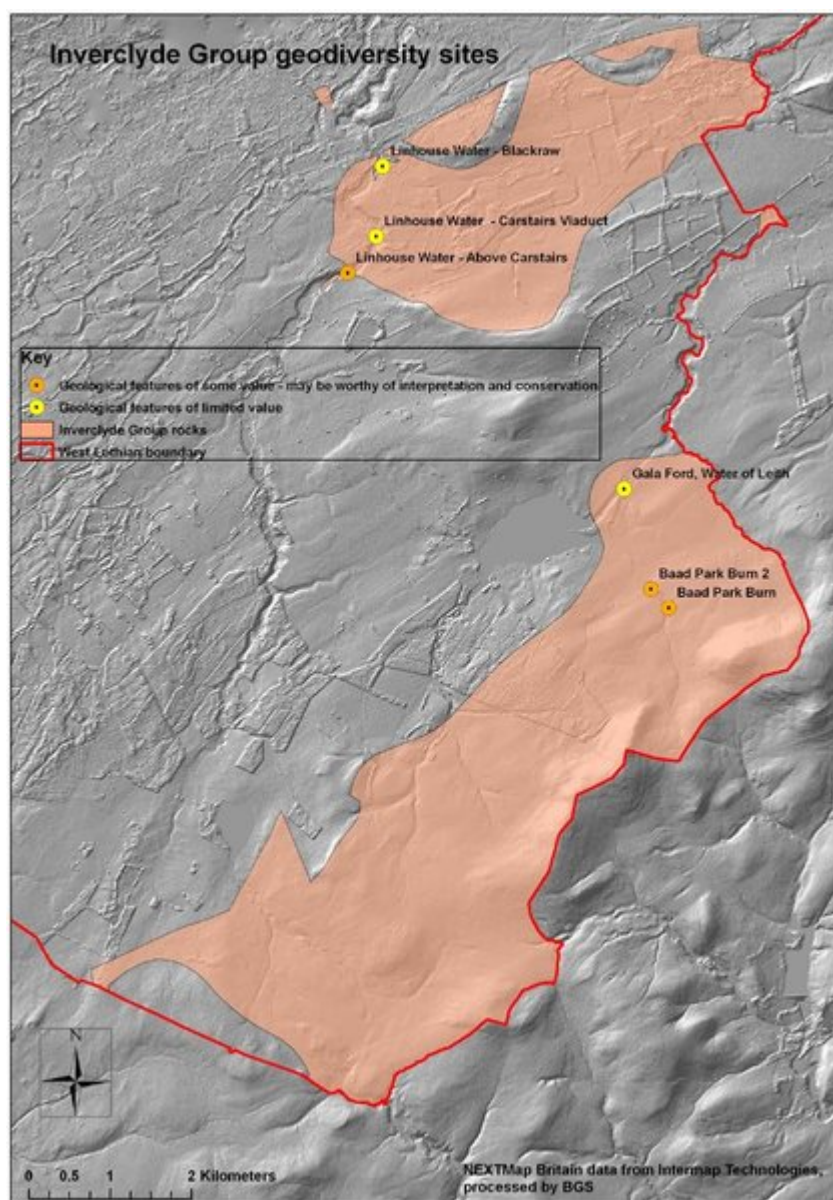 Inverclyde Group geodiversity sites
Linhouse Water - Blackraw
Linhouse Water - Carstairs Viaduct
Linhouse Water - Above Carstairs
Key
Geological features of some value - may be worthy of interpretation and conservation
Geological features of limited value
Inverclyde Group rocks
West Lothian boundary
Gala Ford, Water of Leith
Baad Park Burn 2
Baad Park Burn
N
0 0.5 1 2 Kilometers
NEXTMap Britain data from Intermap Technologies,
processed by BGS